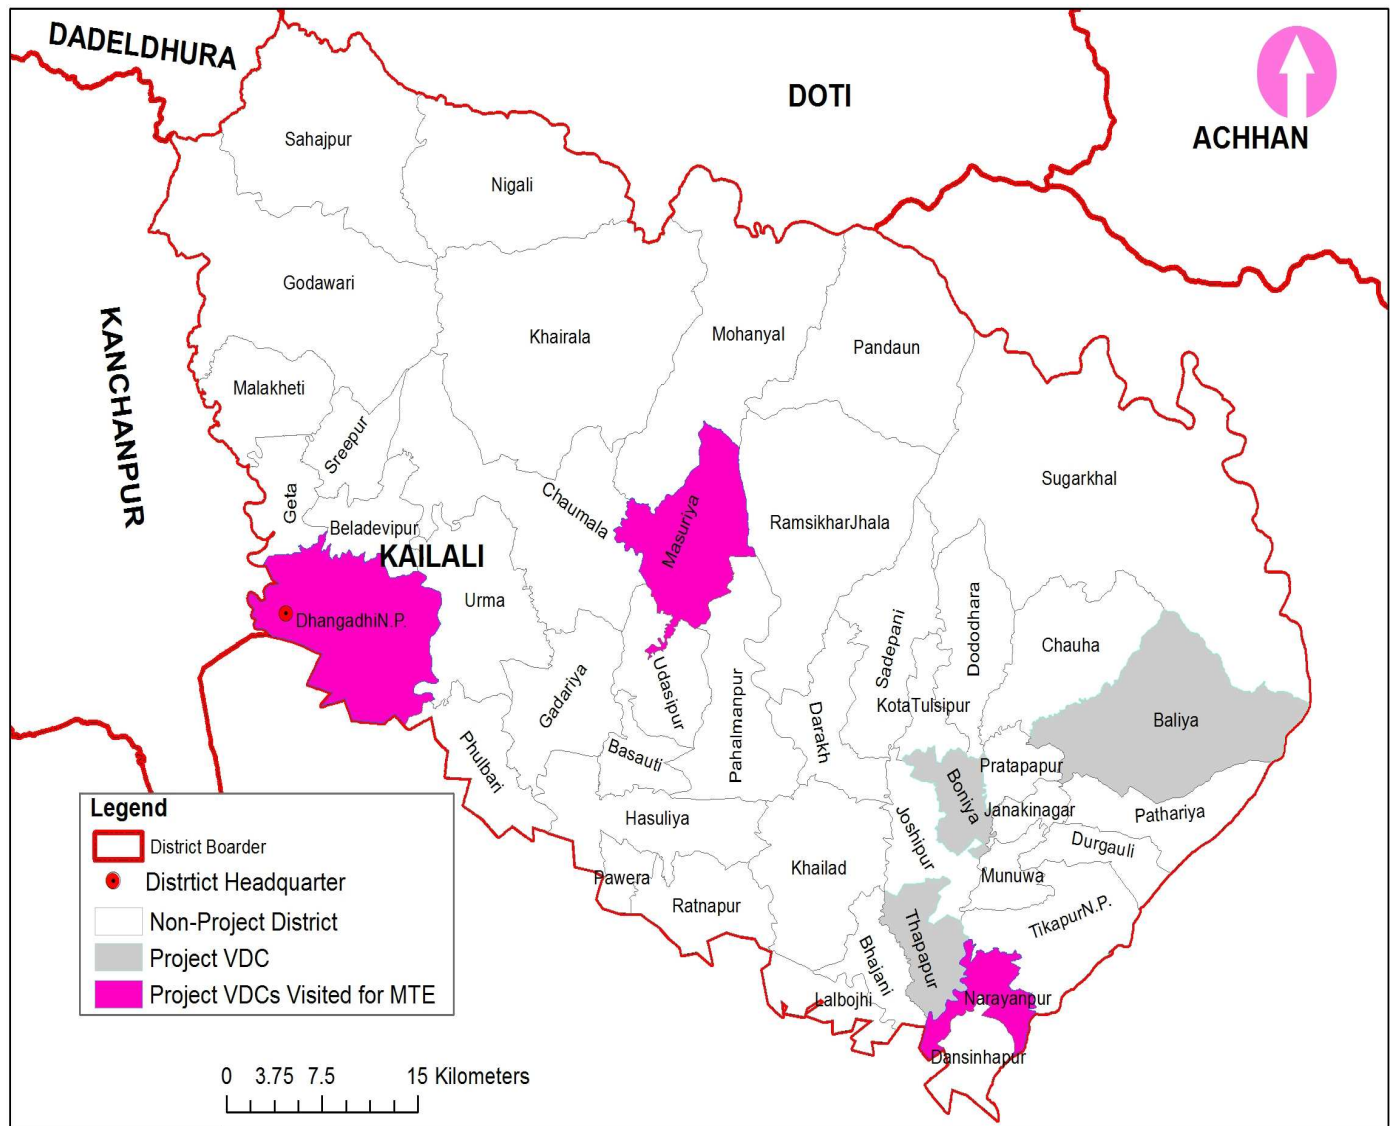 DADELDHURA
DOTI
ACHHAN
Sahajpur
Nigali
Godawari
KANCHANPUR
Khairala
Mohanyal
Pandaun
Malakheti
Sreepur
Sugarkhal
Geta
Chaumala
Masuriya
RamsikharJhala
Beladevipur
KAILALI
Urma
DhangadhiN.P.
Sadepani
Dododhara
Chauha
Gadariya
Udasipur
Pahalmanpur
Darakh
KotaTulsipur
Baliya
Phulbari
Basauti
Pratapapur
Boniya
Janakinagar
Pathariya
Hasuliya
Joshipur
Durgauli
Khailad
Munuwa
Pawera
Ratnapur
TikapurN.P.
Thapapur
Bhajani
Lalbojhi
Narayanpur
Dansinhapur
Legend
District Boarder
Distrtict Headquarter
Non-Project District
Project VDC
Project VDCs Visited for MTE
0 3.75 7.5 15 Kilometers